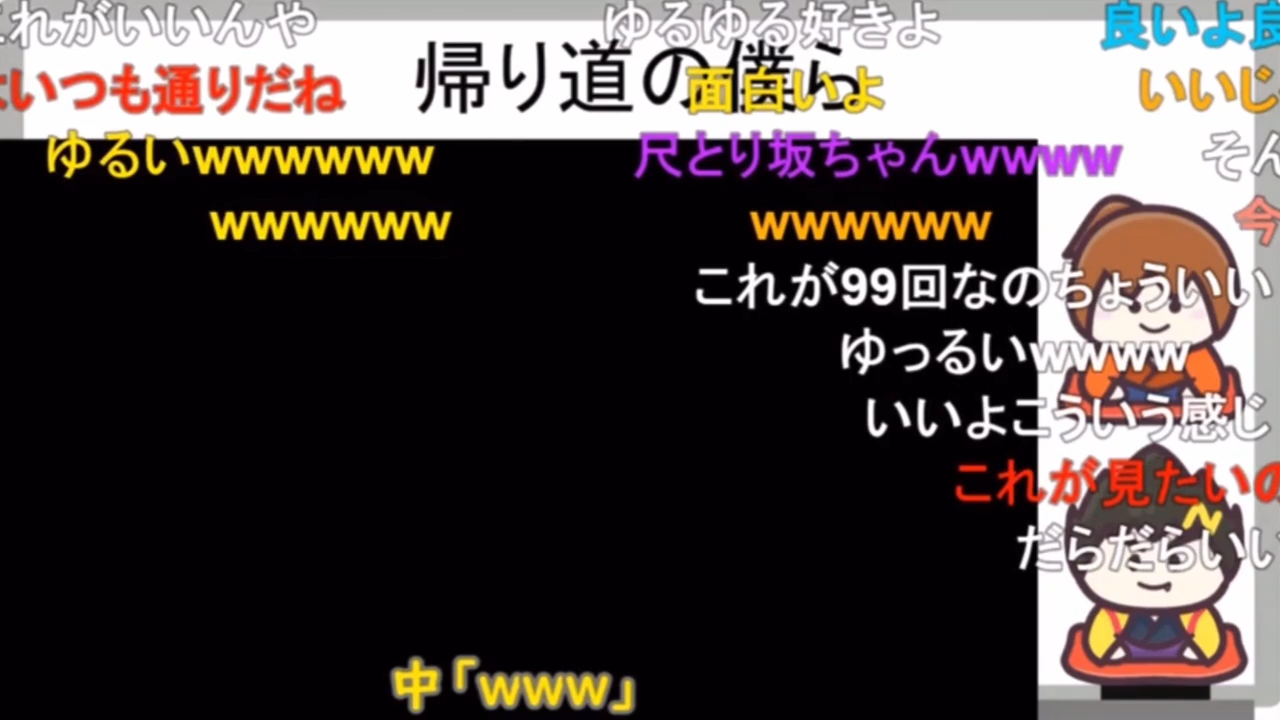 これがいいんや
ゆるゆる好きよ
良いよ良
はいつも通りだね
帰り道の僕ら
面白いよ
いいじ
ゆるいwwwwww
尺とり坂ちゃんwwww
そん
wwwwww
wwwwww
今
これが99回なのちょういい
ゆっるいwwww
いいよこういう感じ
これが見たいの
だらだらいい
中「www」